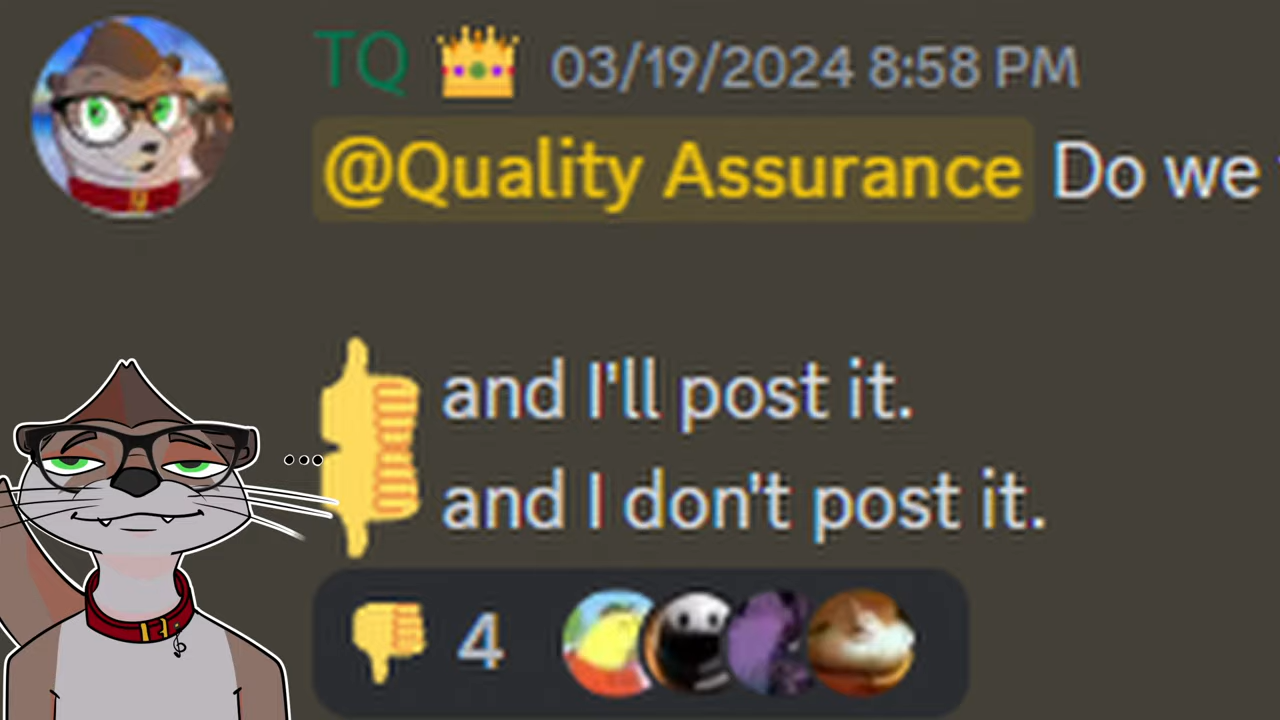 TQ 03/19/2024 8:58 PM
@Quality Assurance Do we
...
and I'll post it.
and I don't post it.
4